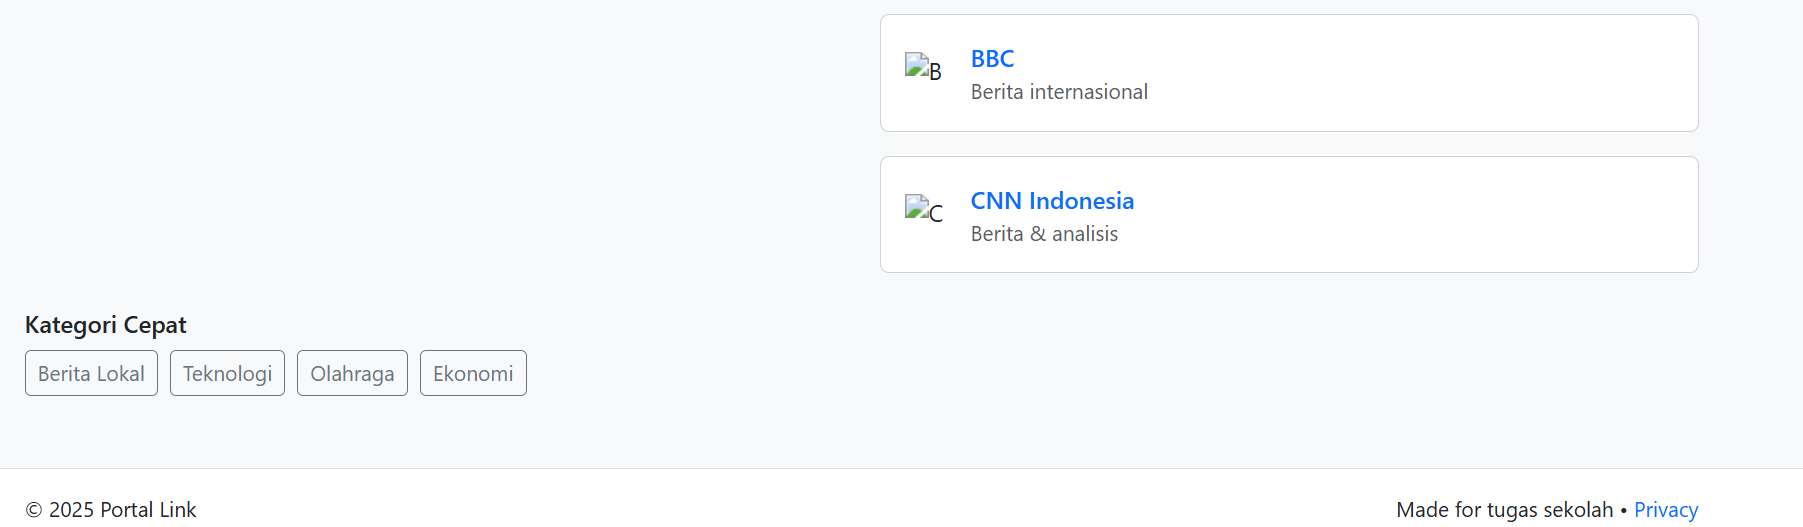 B
BBC
Berita internasional
C
CNN Indonesia
Berita & analisis
Kategori Cepat
Berita Lokal Teknologi Olahraga Ekonomi
© 2025 Portal Link Made for tugas sekolah • Privacy